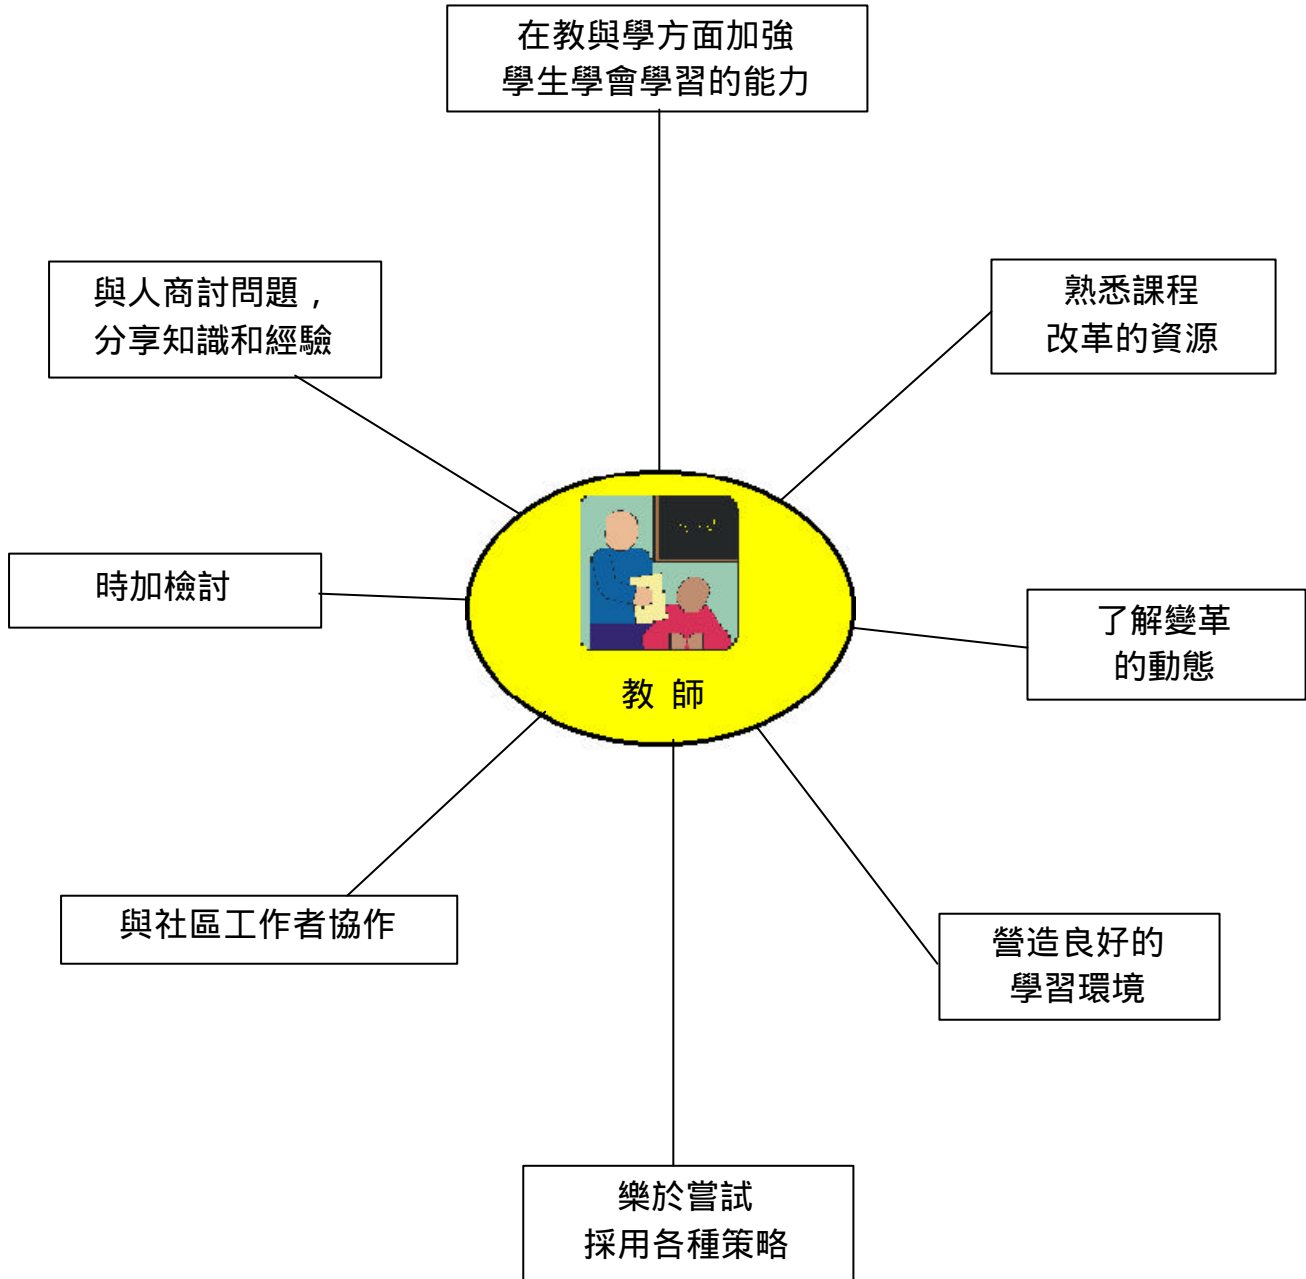 在教與學方面加強
學生學會學習的能力
與人商討問題，
分享知識和經驗
熟悉課程
改革的資源
時加檢討
了解變革
的動態
教 師
與社區工作者協作
營造良好的
學習環境
樂於嘗試
採用各種策略